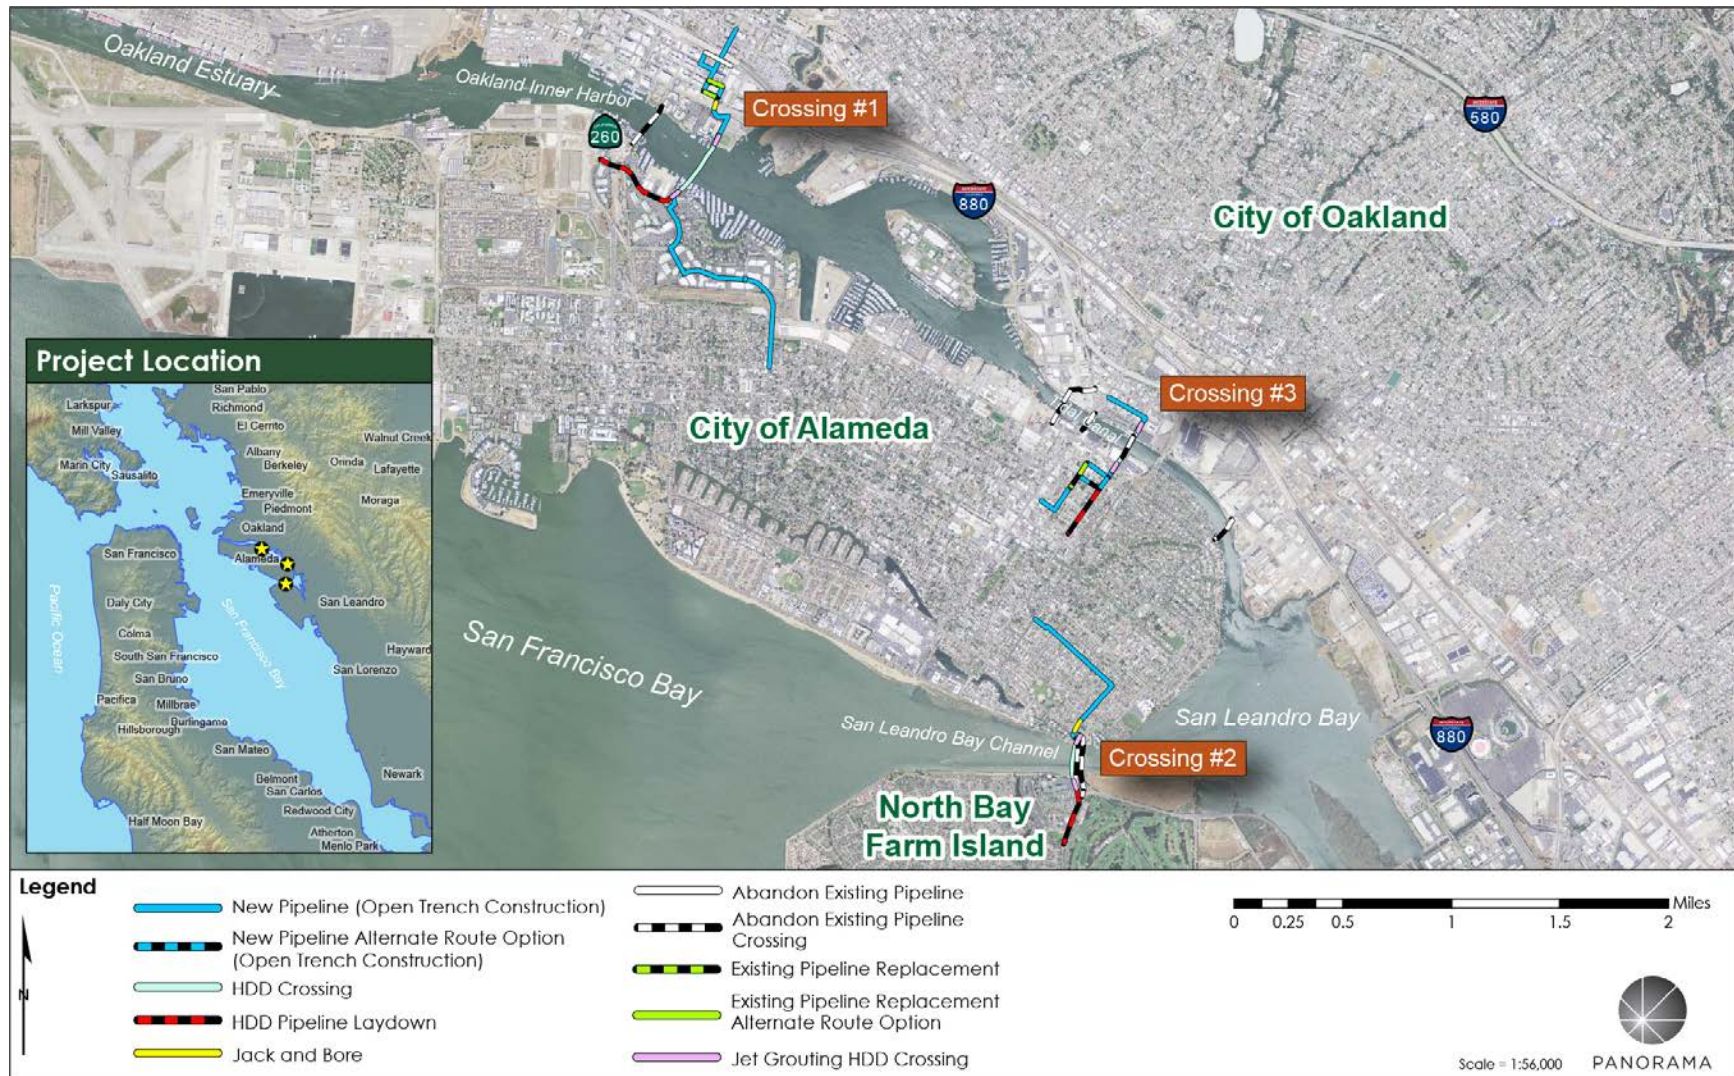 Oakland Estuary
Oakland Inner Harbor
CALIFORNIA
260
Crossing #1
INTERSTATE
580
INTERSTATE
880
City of Oakland
Crossing #3
Tidal Canal
City of Alameda
San Francisco Bay
San Leandro Bay Channel
San Leandro Bay
Crossing #2
880
North Bay
Farm Island
Project Location
San Pablo
Larkspur
Richmond
Mill Valley
El Cerrito
Walnut Creek
Albany
Marin City
Berkeley
Orinda
Lafayette
Sausalito
Emeryville
Moraga
Piedmont
Oakland
San Francisco
Alameda
Daly City
San Leandro
Pacific Ocean
San Francisco Bay
Colma
Hayward
South San Francisco
San Lorenzo
San Bruno
Pacifica
Millbrae
Burlingame
Hillsborough
San Mateo
Belmont
Newark
San Carlos
Redwood City
Half Moon Bay
Atherton
Menlo Park
Legend
N
New Pipeline (Open Trench Construction)
New Pipeline Alternate Route Option
(Open Trench Construction)
HDD Crossing
HDD Pipeline Laydown
Jack and Bore
Abandon Existing Pipeline
Abandon Existing Pipeline
Crossing
Existing Pipeline Replacement
Existing Pipeline Replacement
Alternate Route Option
Jet Grouting HDD Crossing
Miles
0 0.25 0.5 1 1.5 2
Scale = 1:56,000
PANORAMA